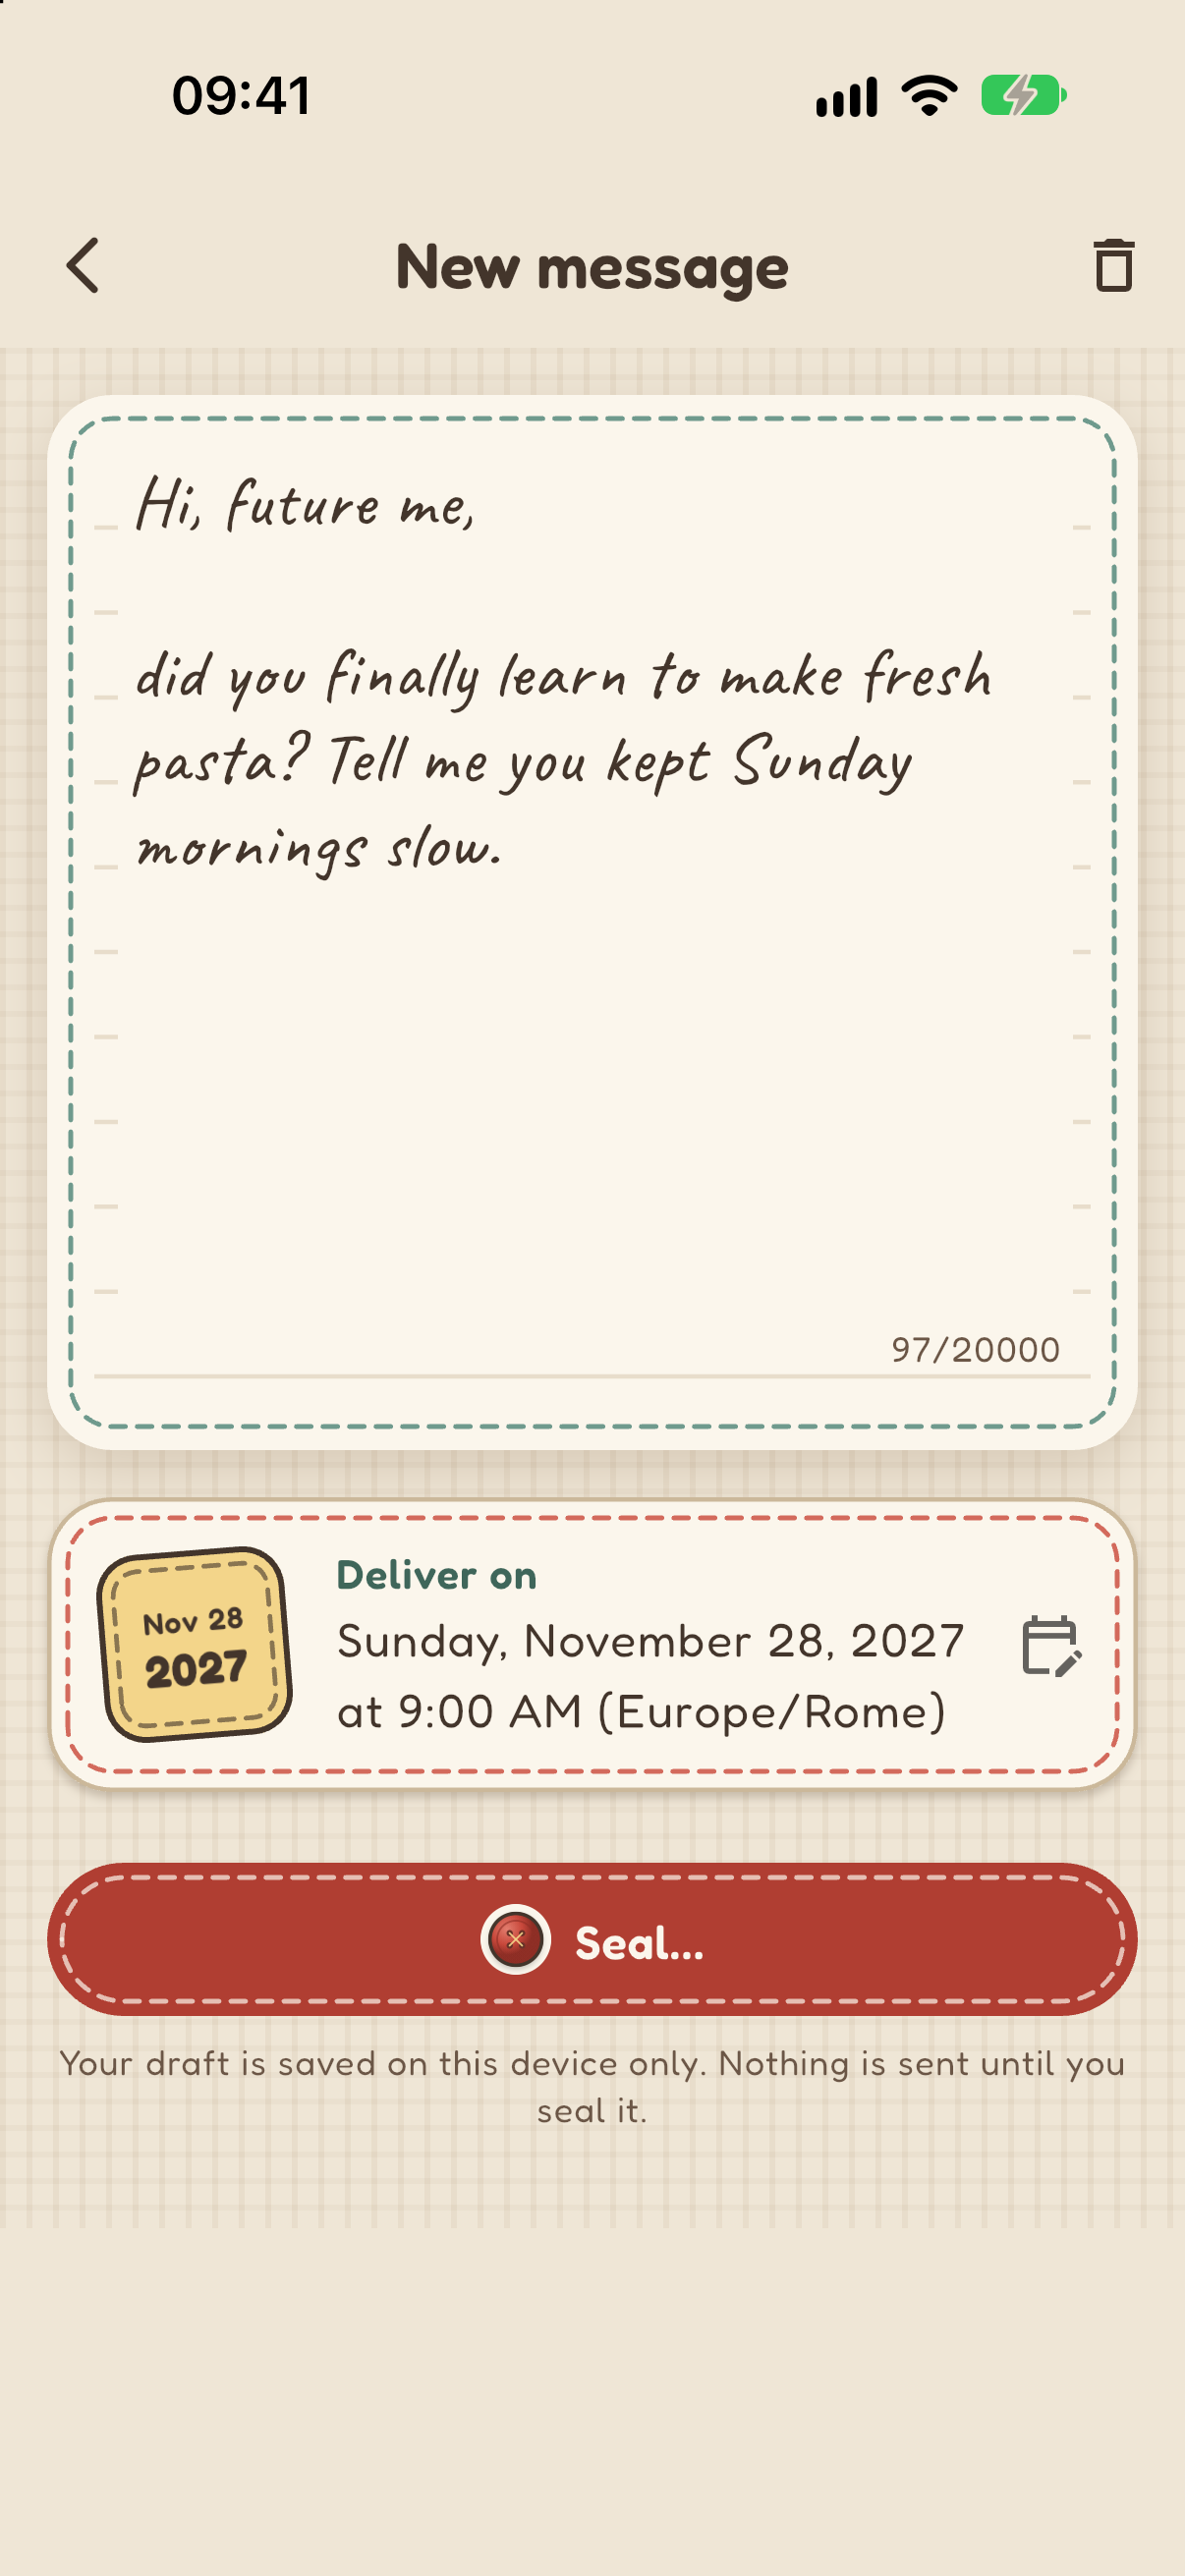 09:41
New message
Hi, future me,
did you finally learn to make fresh
pasta? Tell me you kept Sunday
mornings slow.
97/20000
Nov 28
2027
Deliver on
Sunday, November 28, 2027
at 9:00 AM (Europe/Rome)
Seal...
Your draft is saved on this device only. Nothing is sent until you
seal it.